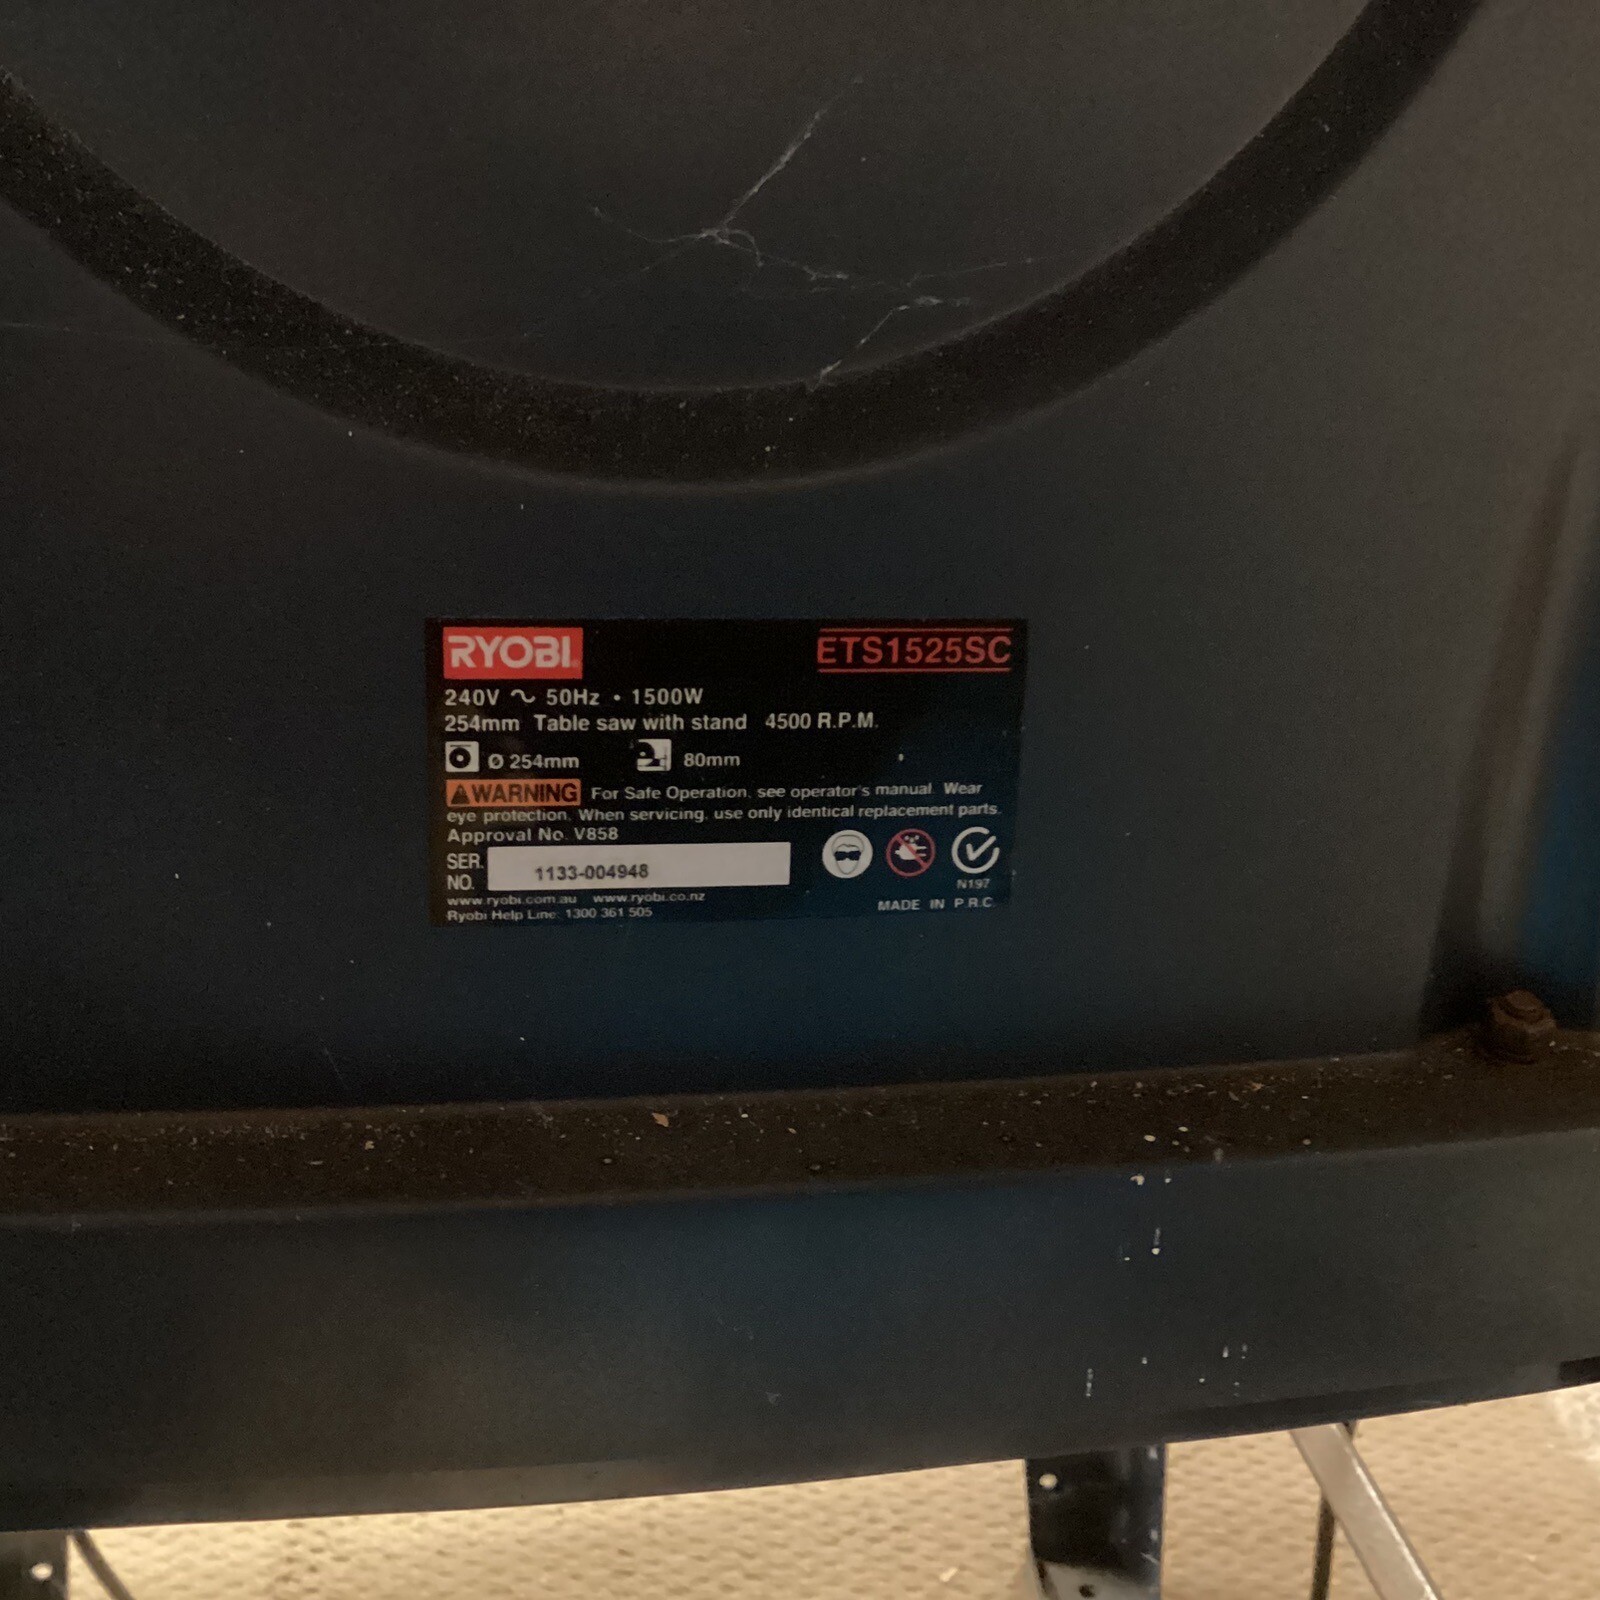 RYOBI ETS1525SC
240V ~ 50Hz • 1500W
254mm Table saw with stand 4500 R.P.M.
Ø 254mm 80mm
WARNING For Safe Operation, see operator's manual. Wear
eye protection. When servicing, use only identical replacement parts.
Approval No. V858
SER. NO. 1133-004948
N197
www.ryobi.com.au www.ryobi.co.nz
Ryobi Help Line: 1300 361 505
MADE IN P.R.C.